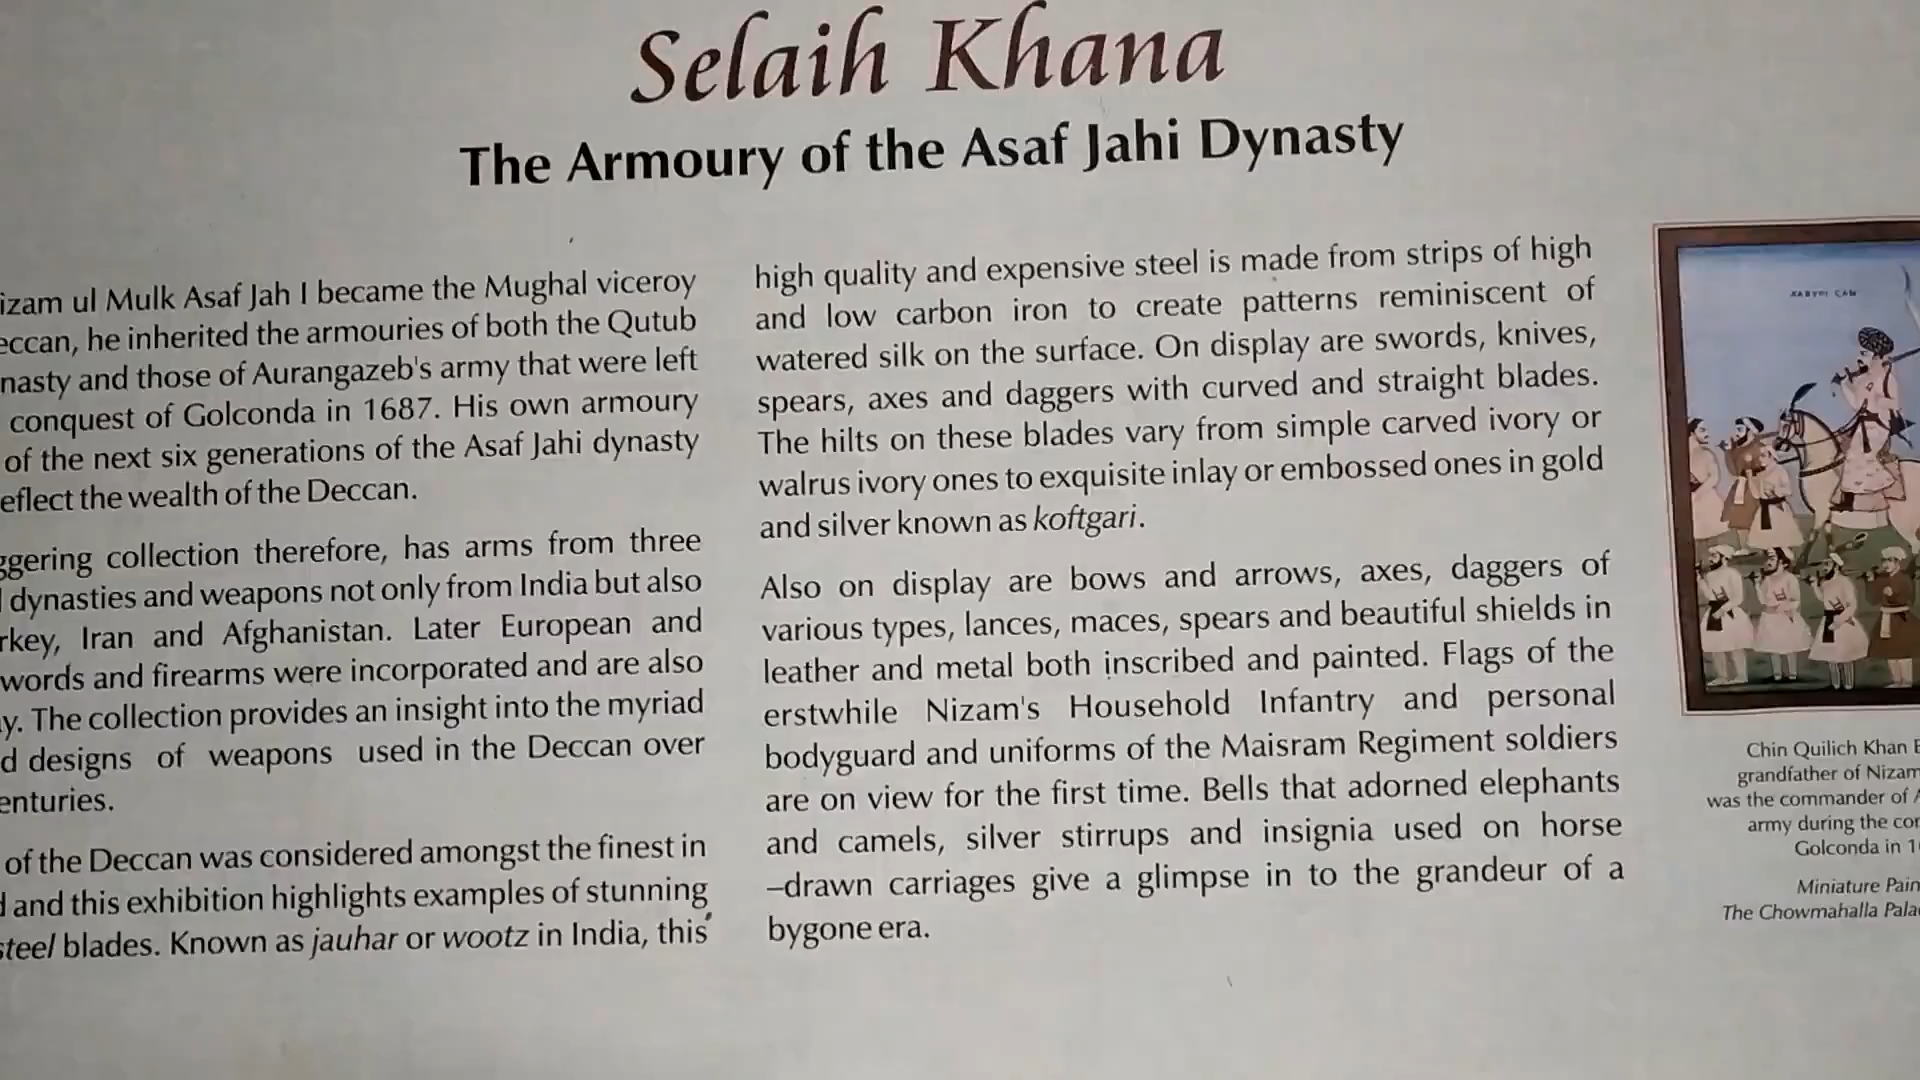 Selaih Khana
The Armoury of the Asaf Jahi Dynasty
izam ul Mulk Asaf Jah I became the Mughal viceroy
eccan, he inherited the armouries of both the Qutub
nasty and those of Aurangazeb's army that were left
conquest of Golconda in 1687. His own armoury
of the next six generations of the Asaf Jahi dynasty
eflect the wealth of the Deccan.
ggering collection therefore, has arms from three
dynasties and weapons not only from India but also
rkey, Iran and Afghanistan. Later European and
words and firearms were incorporated and are also
y. The collection provides an insight into the myriad
d designs of weapons used in the Deccan over
enturies.
of the Deccan was considered amongst the finest in
d and this exhibition highlights examples of stunning
steel blades. Known as jauhar or wootz in India, this
high quality and expensive steel is made from strips of high
and low carbon iron to create patterns reminiscent of
watered silk on the surface. On display are swords, knives,
spears, axes and daggers with curved and straight blades.
The hilts on these blades vary from simple carved ivory or
walrus ivory ones to exquisite inlay or embossed ones in gold
and silver known as koftgari.
Also on display are bows and arrows, axes, daggers of
various types, lances, maces, spears and beautiful shields in
leather and metal both inscribed and painted. Flags of the
erstwhile Nizam's Household Infantry and personal
bodyguard and uniforms of the Maisram Regiment soldiers
are on view for the first time. Bells that adorned elephants
and camels, silver stirrups and insignia used on horse
–drawn carriages give a glimpse in to the grandeur of a
bygone era.
Chin Quilich Khan
grandfather of Nizam
was the commander of
army during the
Golconda in
Miniature
The Chowmahalla